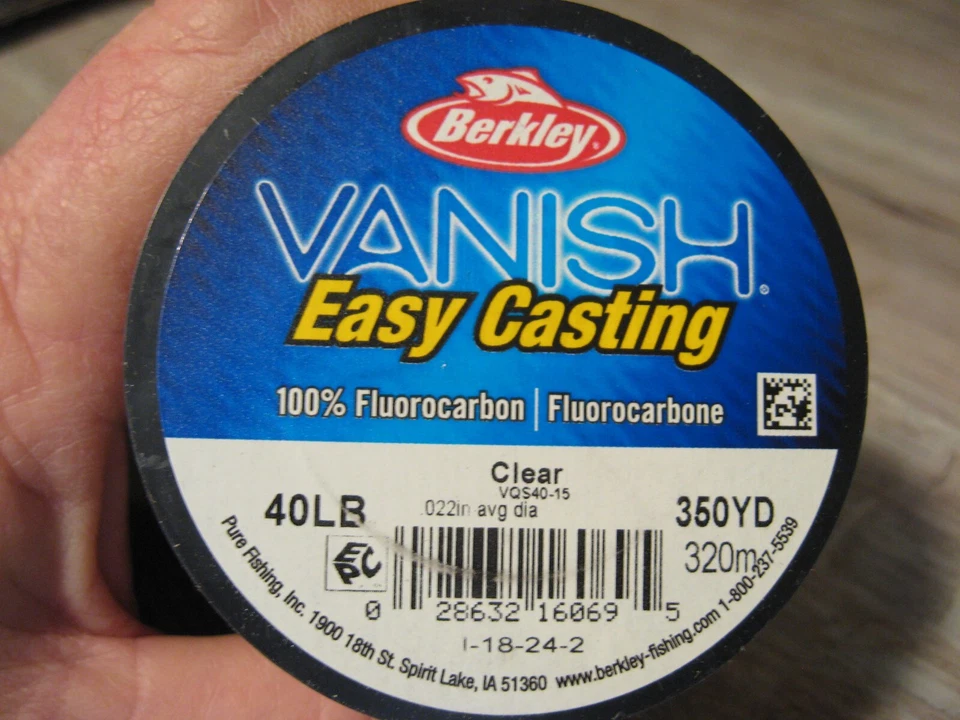 Berkley
VANISH®
Easy Casting
100% Fluorocarbon | Fluorocarbone
Clear
VQS40-15
40LB
.022in avg dia
350YD
320m
EPC
0 28632 16069 5
1-18-24-2
Pure Fishing, Inc. 1900 18th St. Spirit Lake, IA 51360 www.berkley-fishing.com 1-800-237-5539